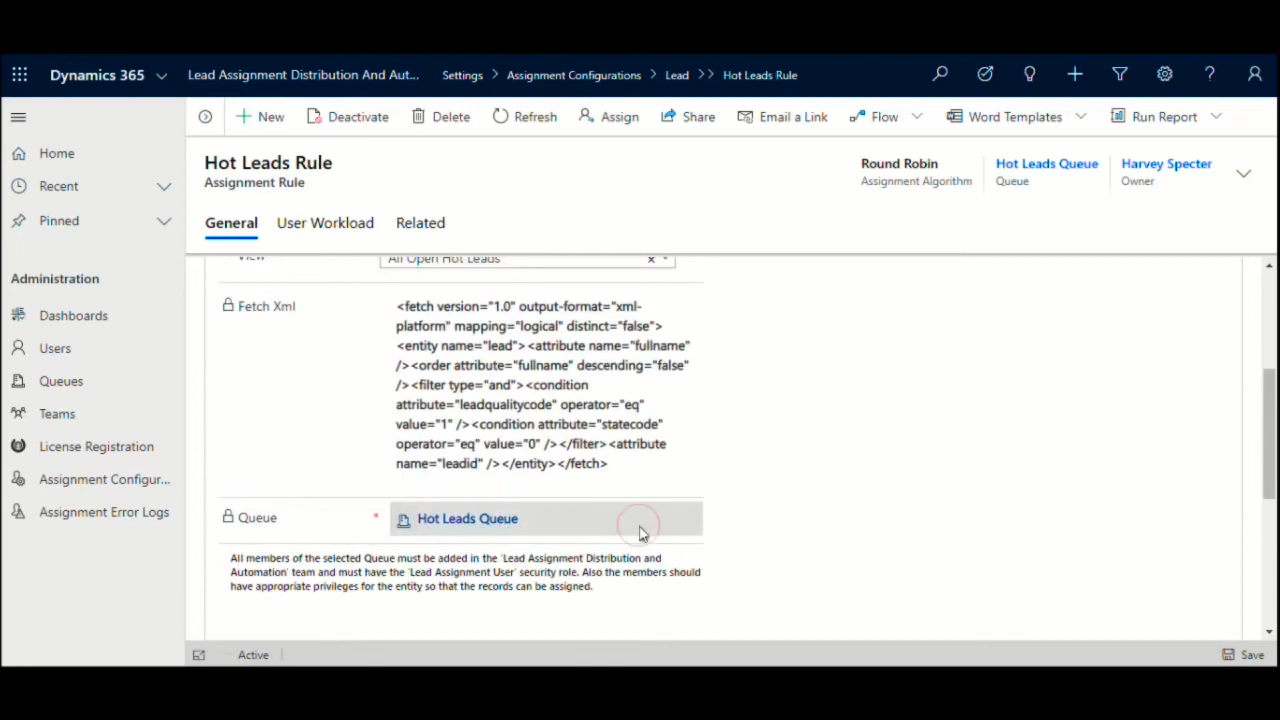 Dynamics 365
Lead Assignment Distribution And Aut...
Settings > Assignment Configurations > Lead >> Hot Leads Rule
New
Deactivate
Delete
Refresh
Assign
Share
Email a Link
Flow
Word Templates
Run Report
Home
Recent
Pinned
Administration
Dashboards
Users
Queues
Teams
License Registration
Assignment Configur...
Assignment Error Logs
Hot Leads Rule
Assignment Rule
Round Robin
Assignment Algorithm
Hot Leads Queue
Queue
Harvey Specter
Owner
General
User Workload
Related
View
All Open Hot Leads
Fetch Xml
<fetch version="1.0" output-format="xml-
platform" mapping="logical" distinct="false">
<entity name="lead"><attribute name="fullname"
/><order attribute="fullname" descending="false"
/><filter type="and"><condition
attribute="leadqualitycode" operator="eq"
value="1" /><condition attribute="statecode"
operator="eq" value="0" /></filter><attribute
name="leadid" /></entity></fetch>
Queue *
Hot Leads Queue
All members of the selected Queue must be added in the 'Lead Assignment Distribution and
Automation' team and must have the 'Lead Assignment User' security role. Also the members should
have appropriate privileges for the entity so that the records can be assigned.
Active
Save